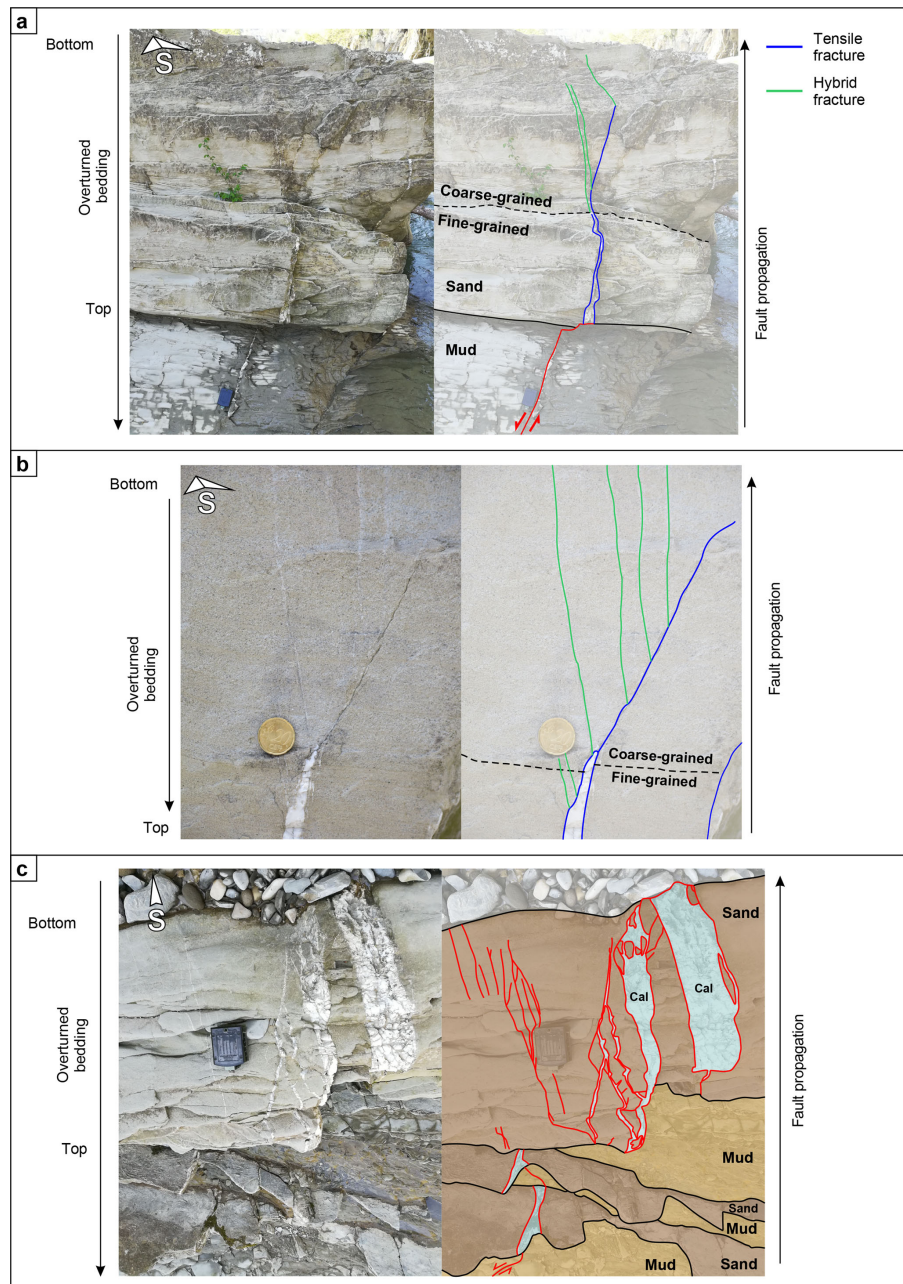 a
Bottom
S
Overturned
bedding
Top
Coarse-grained
Fine-grained
Sand
Mud
Fault propagation
Tensile
fracture
Hybrid
fracture
b
Bottom
S
Overturned
bedding
Top
Coarse-grained
Fine-grained
Fault propagation
c
Bottom
S
Overturned
bedding
Top
Sand
Cal
Cal
Mud
Sand
Mud
Mud
Sand
Fault propagation